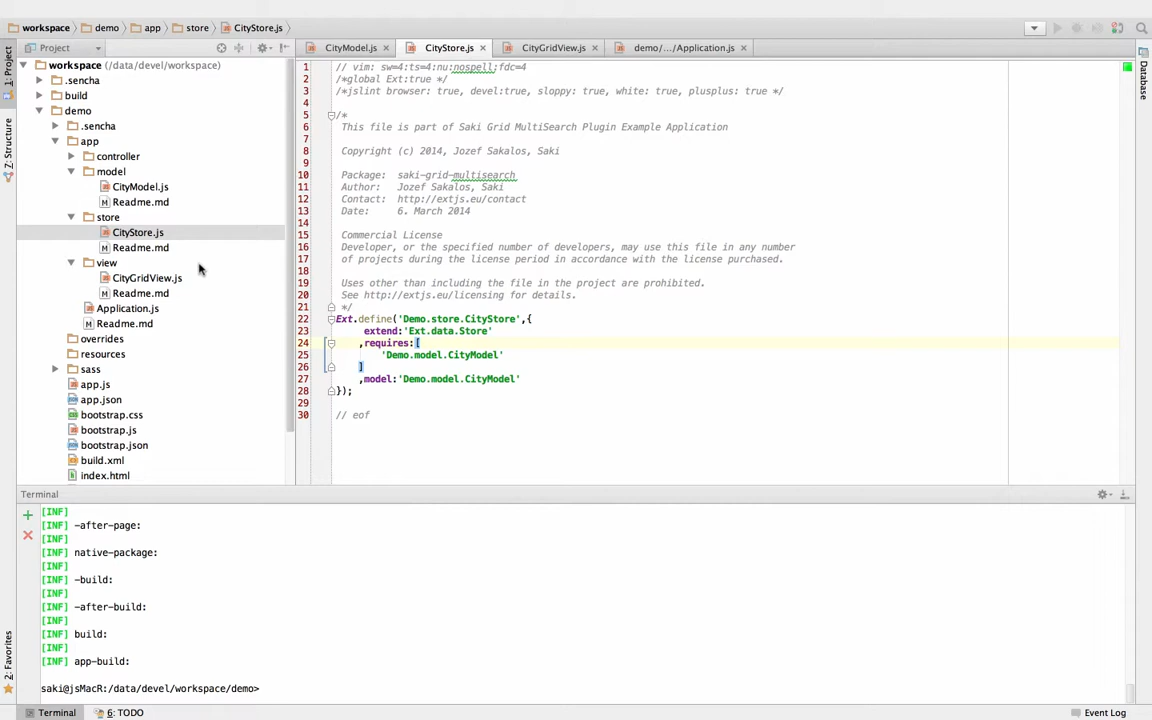 workspace demo app store CityStore.js
1: Project
Project
CityModel.js × CityStore.js × CityGridView.js × demo/.../Application.js ×
Database
workspace (/data/devel/workspace)
.sencha
build
demo
.sencha
app
controller
model
CityModel.js
Readme.md
store
CityStore.js
Readme.md
view
CityGridView.js
Readme.md
Application.js
Readme.md
overrides
resources
sass
app.js
app.json
bootstrap.css
bootstrap.js
bootstrap.json
build.xml
index.html
7: Structure
2: Favorites
1 // vim: sw=4:ts=4:nu:nospell:fdc=4
2 /*global Ext:true */
3 /*jslint browser: true, devel:true, sloppy: true, white: true, plusplus: true */
4
5 /*
6 This file is part of Saki Grid MultiSearch Plugin Example Application
7
8 Copyright (c) 2014, Jozef Sakalos, Saki
9
10 Package: saki-grid-multisearch
11 Author: Jozef Sakalos, Saki
12 Contact: http://extjs.eu/contact
13 Date: 6. March 2014
14
15 Commercial License
16 Developer, or the specified number of developers, may use this file in any number
17 of projects during the license period in accordance with the license purchased.
18
19 Uses other than including the file in the project are prohibited.
20 See http://extjs.eu/licensing for details.
21 */
22 Ext.define('Demo.store.CityStore',{
23 extend:'Ext.data.Store'
24 ,requires:[
25 'Demo.model.CityModel'
26 ]
27 ,model:'Demo.model.CityModel'
28 });
29
30 // eof
Terminal
[INF]
[INF] -after-page:
[INF]
[INF] native-package:
[INF]
[INF] -build:
[INF]
[INF] -after-build:
[INF]
[INF] build:
[INF]
[INF] app-build:
saki@jsMacR:/data/devel/workspace/demo>
Terminal 6: TODO Event Log